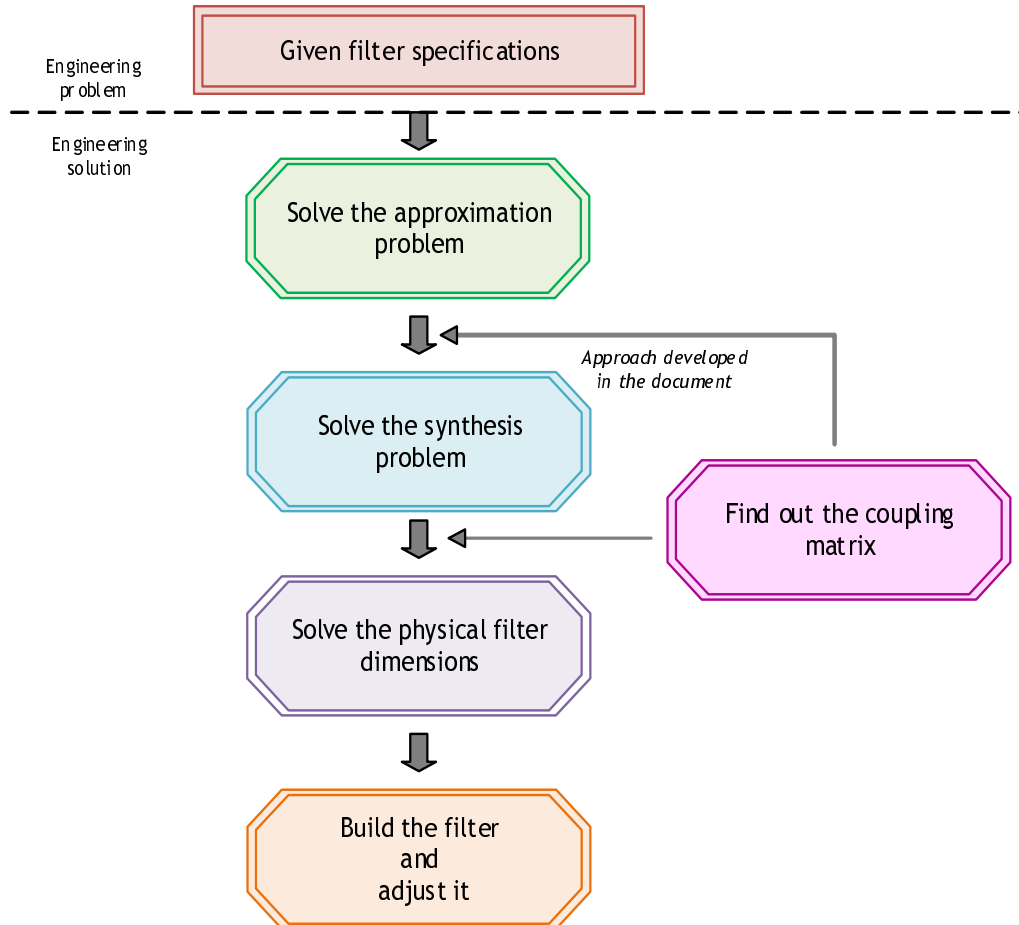 Given filter specifications
Engineering
problem
Engineering
solution
Solve the approximation
problem
Approach developed
in the document
Solve the synthesis
problem
Find out the coupling
matrix
Solve the physical filter
dimensions
Build the filter
and
adjust it